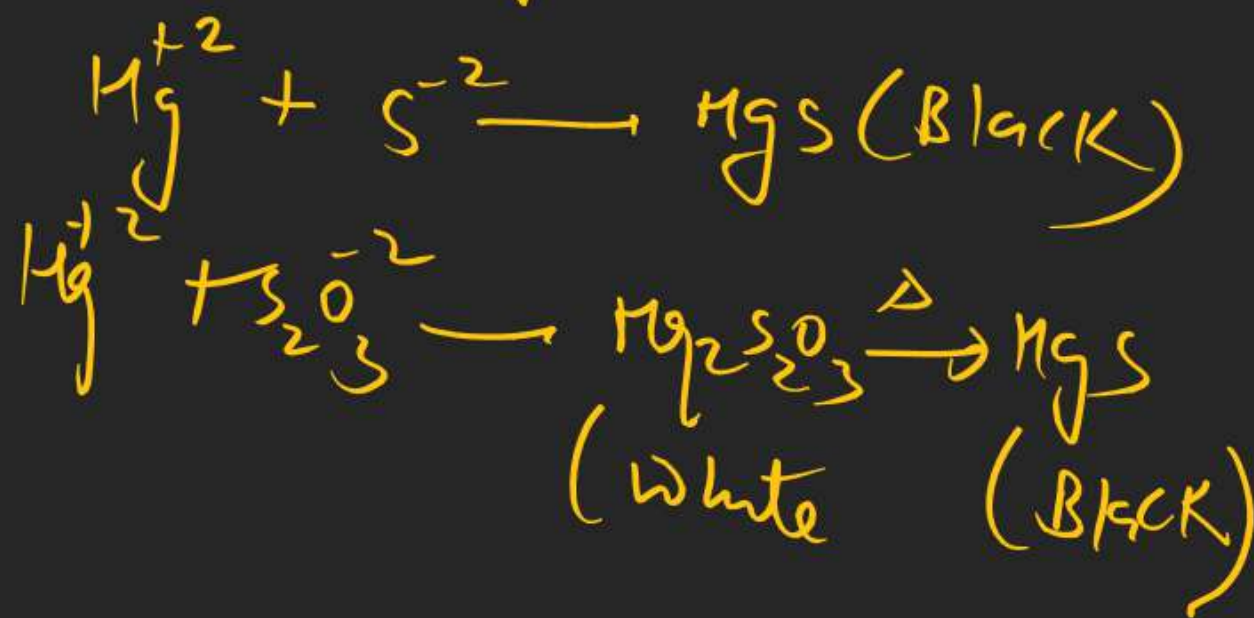 Hg⁺² + S⁻² → HgS (Black)
Hg⁺² + S₂O₃⁻² → Hg₂S₂O₃ —Δ→ HgS
(White (Black)